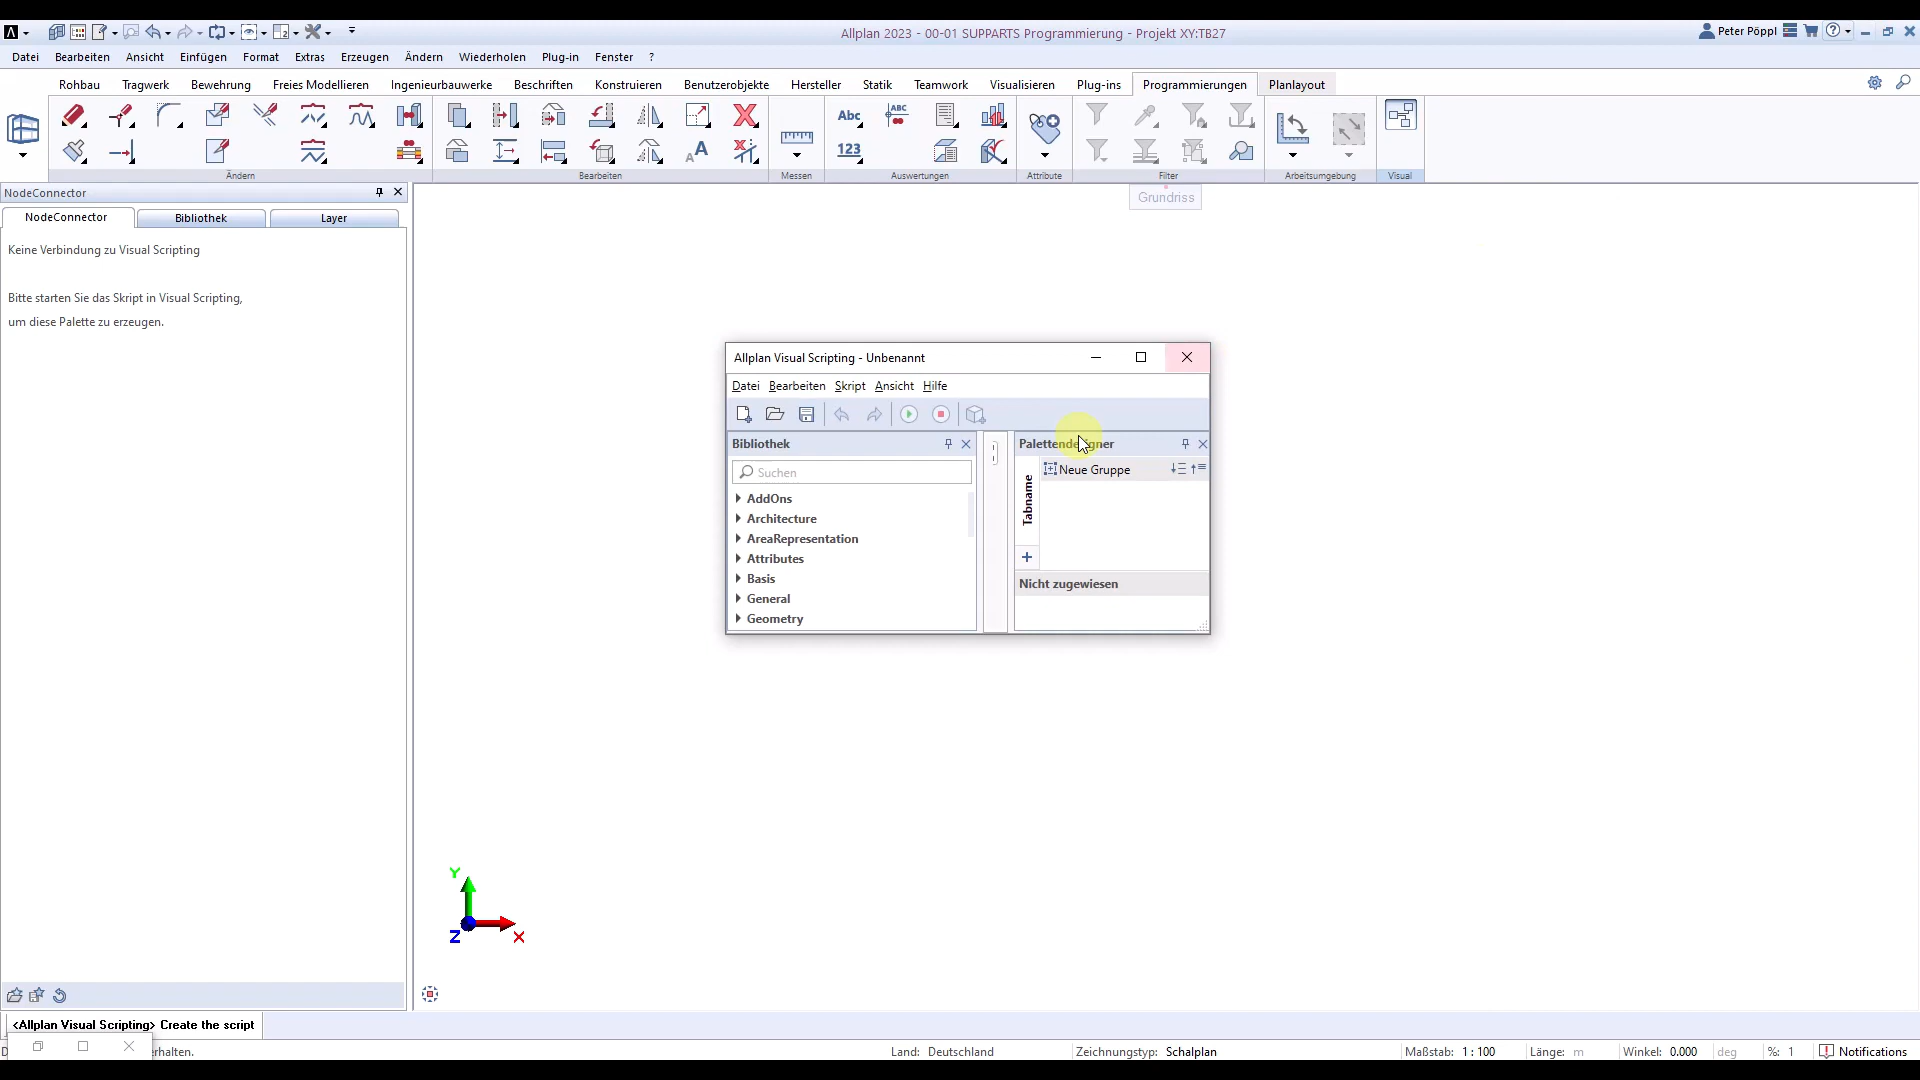 Allplan 2023 - 00-01 SUPPARTS Programmierung - Projekt XY:TB27
Peter Pöppl
Datei Bearbeiten Ansicht Einfügen Format Extras Erzeugen Ändern Wiederholen Plug-in Fenster ?
Rohbau Tragwerk Bewehrung Freies Modellieren Ingenieurbauwerke Beschriften Konstruieren Benutzerobjekte Hersteller Statik Teamwork Visualisieren Plug-ins Programmierung Planlayout
Abc
ABC
123
A A
Ändern Bearbeiten Messen Auswertungen Attribute Filter Arbeitsumgebung Visual
NodeConnector
NodeConnector Bibliothek Layer
Keine Verbindung zu Visual Scripting
Bitte starten Sie das Skript in Visual Scripting,
um diese Palette zu erzeugen.
Grundriss
Allplan Visual Scripting - Unbenannt
Datei Bearbeiten Skript Ansicht Hilfe
Bibliothek
Suchen
AddOns
Architecture
AreaRepresentation
Attributes
Basis
General
Geometry
Neue Gruppe
Tabname
Nicht zugewiesen
Y
Z
X
<Allplan Visual Scripting> Create the script
rhalten.
Land: Deutschland
Zeichnungstyp: Schalplan
Maßstab: 1 : 100
Länge: m
Winkel: 0.000 deg
%: 1
Notifications